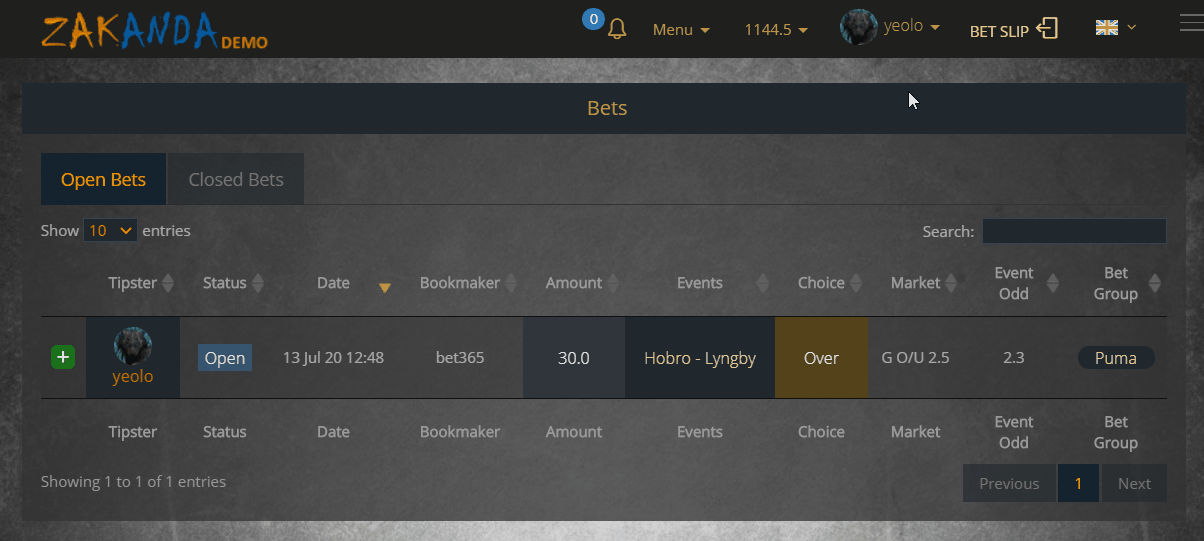 ZAKANDA DEMO
0
Menu
1144.5
yeolo
BET SLIP
Bets
Open Bets
Closed Bets
Show 10 entries
Search:
Tipster Status Date Bookmaker Amount Events Choice Market Event Odd Bet Group
yeolo Open 13 Jul 20 12:48 bet365 30.0 Hobro - Lyngby Over G O/U 2.5 2.3 Puma
Tipster Status Date Bookmaker Amount Events Choice Market Event Odd Bet Group
Showing 1 to 1 of 1 entries
Previous 1 Next